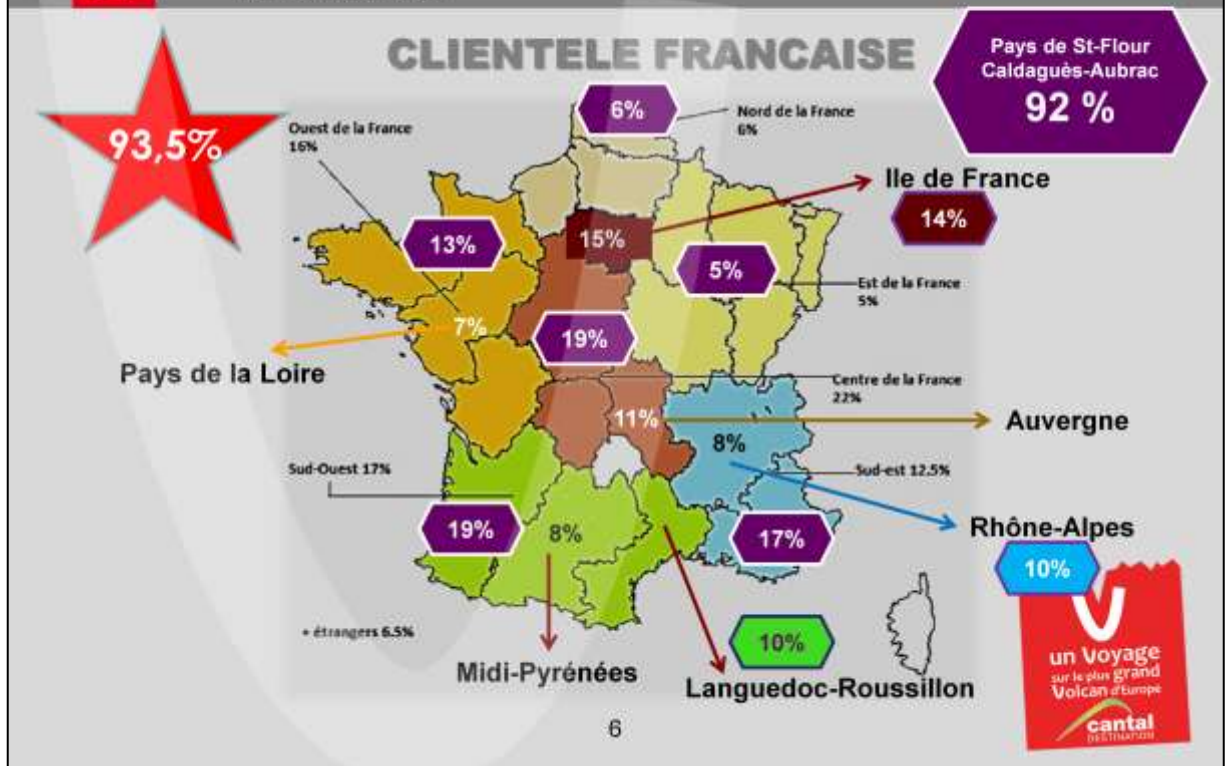 CLIENTELE FRANCAISE
Pays de St-Flour
Caldaguès-Aubrac
92 %
93,5%
6%
Nord de la France
6%
Ouest de la France
16%
Ile de France
14%
15%
13%
5%
Est de la France
5%
7%
19%
Pays de la Loire
Centre de la France
22%
11%
Auvergne
8%
Sud-Ouest 17%
Sud-est 12.5%
19%
8%
17%
Rhône-Alpes
10%
+ étrangers 6.5%
10%
Midi-Pyrénées
Languedoc-Roussillon
un Voyage
sur le plus grand
Volcan d'Europe
cantal
DESTINATION
6